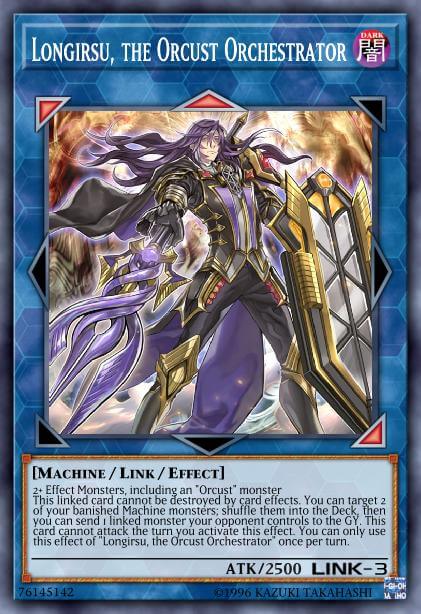 LONGIRSU, THE ORCUST ORCHESTRATOR
DARK
闇
[MACHINE / LINK / EFFECT]
2+ Effect Monsters, including an "Orcust" monster
This linked card cannot be destroyed by card effects. You can target 2
of your banished Machine monsters; shuffle them into the Deck, then
you can send 1 linked monster your opponent controls to the GY. This
card cannot attack the turn you activate this effect. You can only use
this effect of "Longirsu, the Orcust Orchestrator" once per turn.
ATK/2500 LINK-3
76145142
©1996 KAZUKI TAKAHASHI